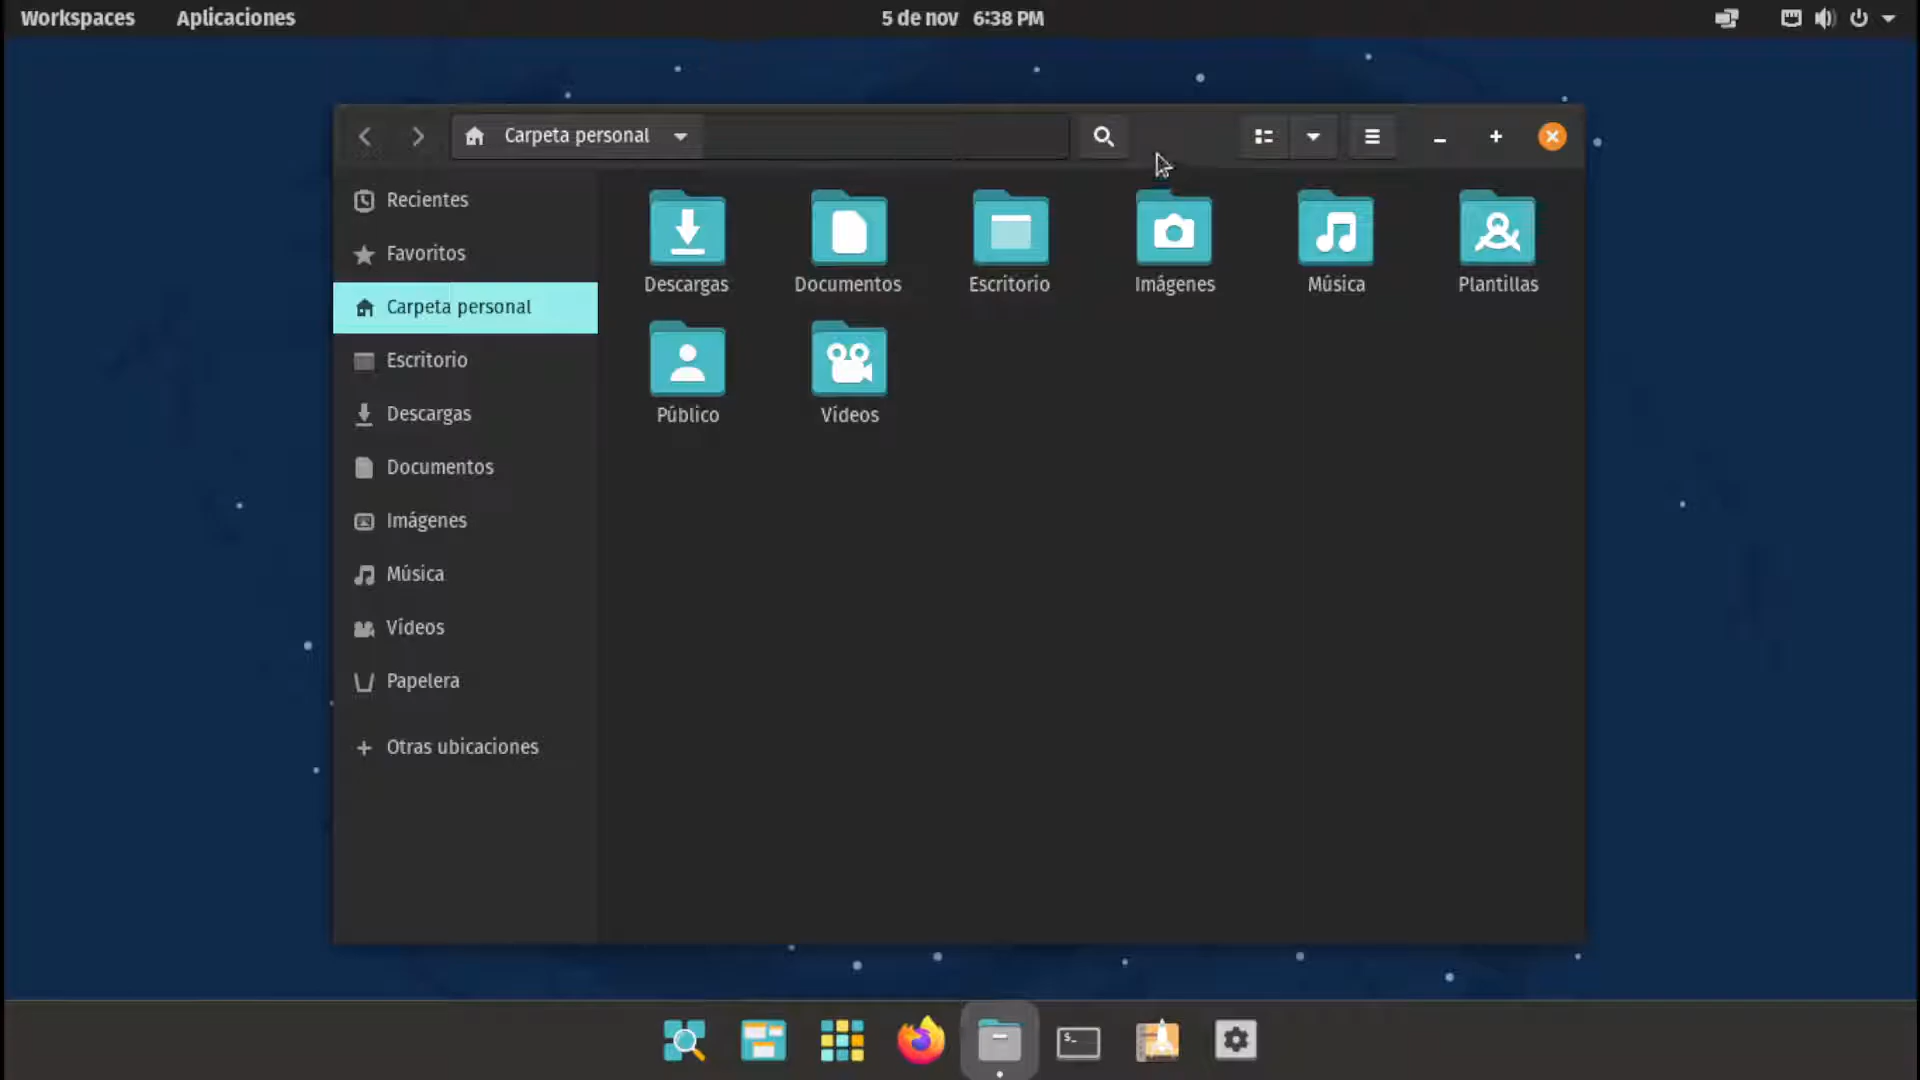 Workspaces Aplicaciones 5 de nov 6:38 PM
Carpeta personal
Recientes
Favoritos
Carpeta personal
Escritorio
Descargas
Documentos
Imágenes
Música
Vídeos
Papelera
Otras ubicaciones
Descargas Documentos Escritorio Imágenes Música Plantillas
Público Vídeos